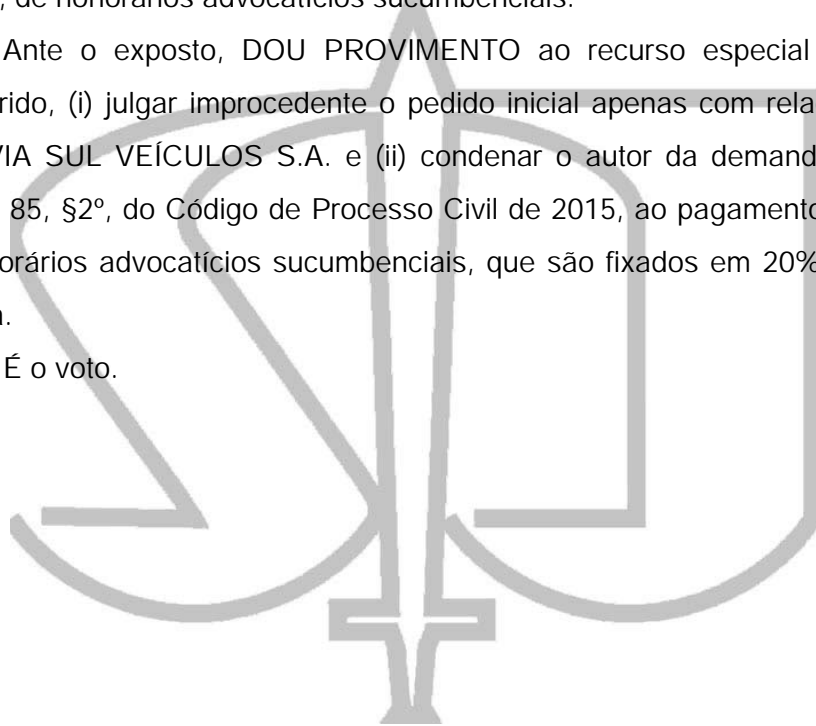 , de honorários advocatícios sucumbenciais.
Ante o exposto, DOU PROVIMENTO ao recurso especial
rido, (i) julgar improcedente o pedido inicial apenas com rela
VIA SUL VEÍCULOS S.A. e (ii) condenar o autor da demand
85, §2º, do Código de Processo Civil de 2015, ao pagamento
orários advocatícios sucumbenciais, que são fixados em 20%
É o voto.